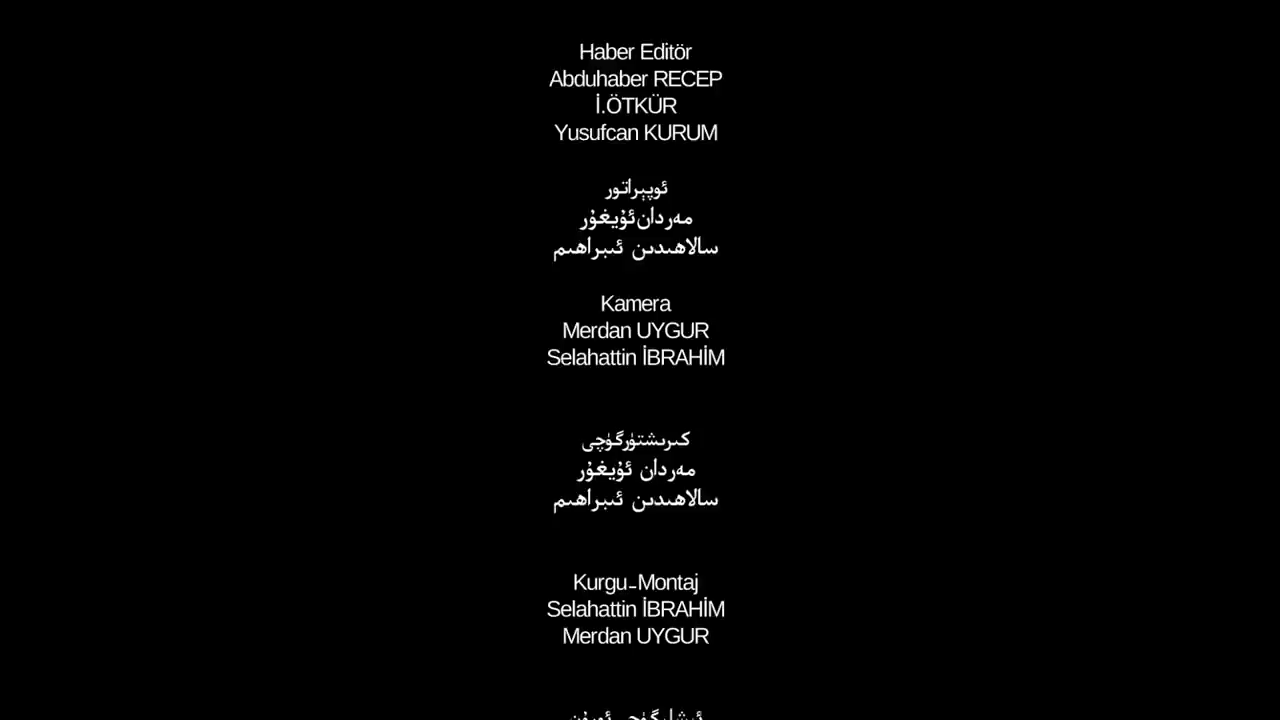 Haber Editör
Abduhaber RECEP
İ.ÖTKÜR
Yusufcan KURUM
ئوپېراتور
مەردان ئۇيغۇر
سالاھىدىن ئىبراھىم
Kamera
Merdan UYGUR
Selahattin İBRAHİM
كىرىشتۈرگۈچى
مەردان ئۇيغۇر
سالاھىدىن ئىبراھىم
Kurgu-Montaj
Selahattin İBRAHİM
Merdan UYGUR